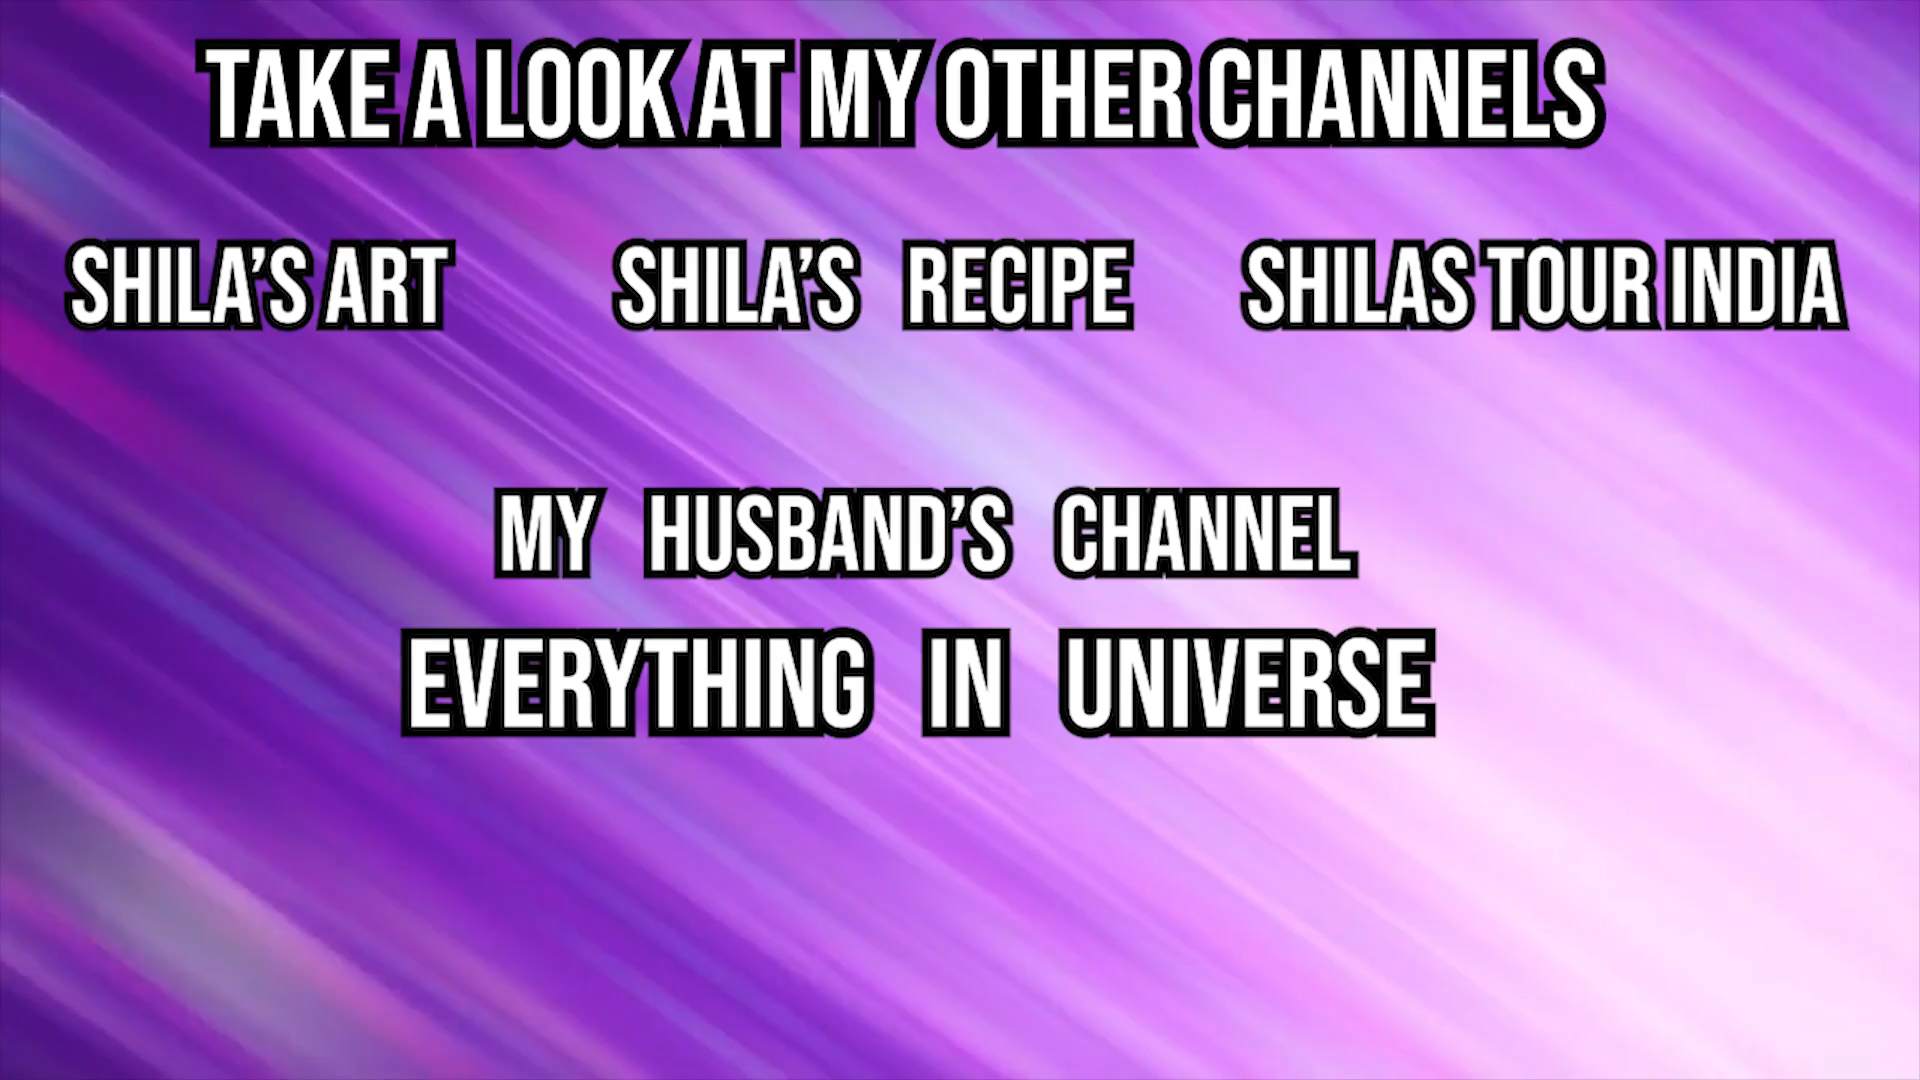 TAKE A LOOK AT MY OTHER CHANNELS
SHILA'S ART SHILA'S RECIPE SHILAS TOUR INDIA
MY HUSBAND'S CHANNEL
EVERYTHING IN UNIVERSE